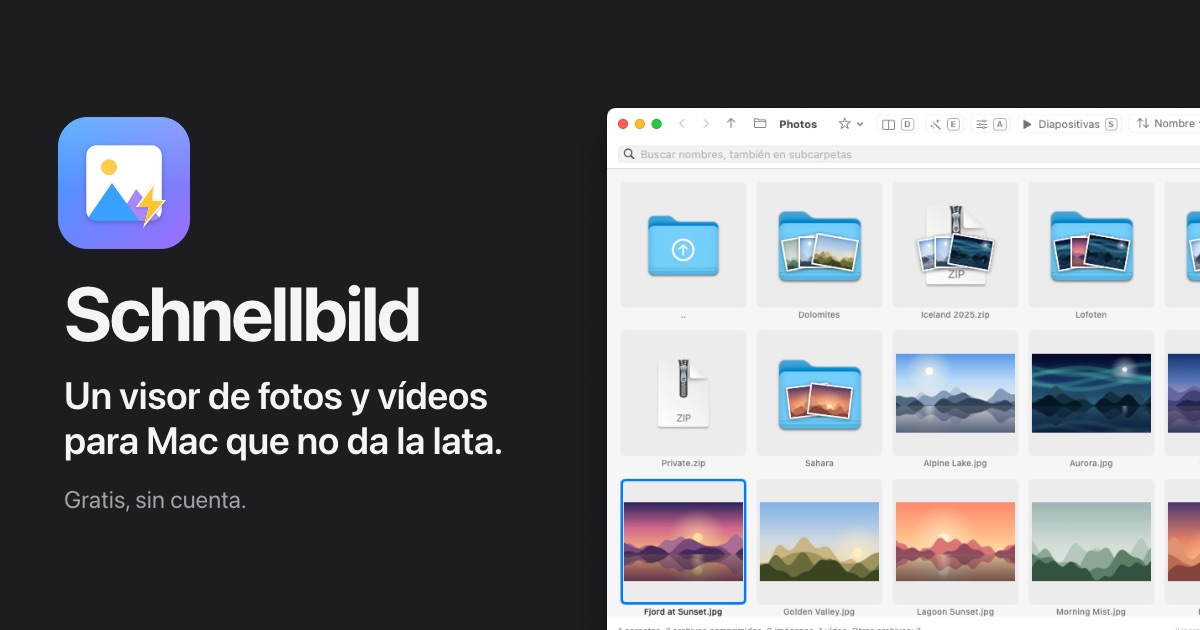 Schnellbild
Un visor de fotos y vídeos
para Mac que no da la lata.
Gratis, sin cuenta.
Photos
D
E
A
Diapositivas S
Nombre
Buscar nombres, también en subcarpetas
..
Dolomites
ZIP
Iceland 2025.zip
Lofoten
ZIP
Private.zip
Sahara
Alpine Lake.jpg
Aurora.jpg
Fjord at Sunset.jpg
Golden Valley.jpg
Lagoon Sunset.jpg
Morning Mist.jpg